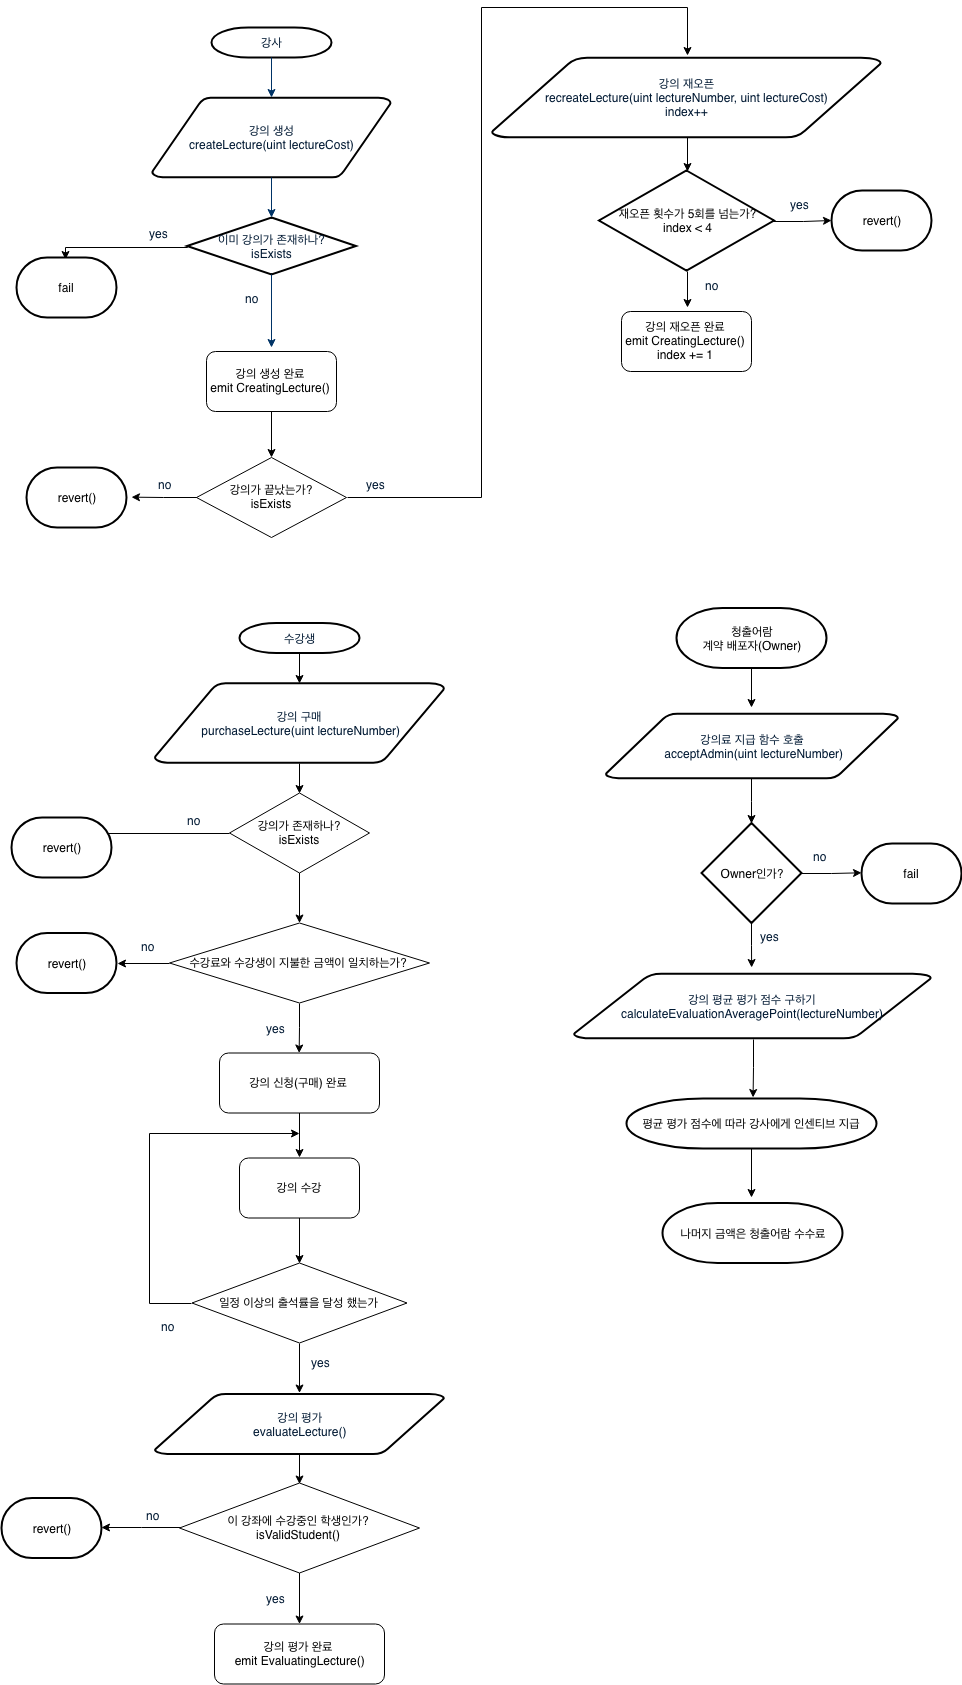 강사
강의 생성
createLecture(uint lectureCost)
이미 강의가 존재하나?
isExists
yes
fail
no
강의 생성 완료
emit CreatingLecture()
강의가 끝났는가?
isExists
no
revert()
yes
강의 재오픈
recreateLecture(uint lectureNumber, uint lectureCost)
index++
재오픈 횟수가 5회를 넘는가?
index < 4
yes
revert()
no
강의 재오픈 완료
emit CreatingLecture()
index += 1
수강생
강의 구매
purchaseLecture(uint lectureNumber)
강의가 존재하나?
isExists
no
revert()
수강료와 수강생이 지불한 금액이 일치하는가?
no
revert()
yes
강의 신청(구매) 완료
강의 수강
일정 이상의 출석률을 달성 했는가
no
yes
강의 평가
evaluateLecture()
이 강좌에 수강중인 학생인가?
isValidStudent()
no
revert()
yes
강의 평가 완료
emit EvaluatingLecture()
청출어람
계약 배포자(Owner)
강의료 지급 함수 호출
acceptAdmin(uint lectureNumber)
Owner인가?
no
fail
yes
강의 평균 평가 점수 구하기
calculateEvaluationAveragePoint(lectureNumber)
평균 평가 점수에 따라 강사에게 인센티브 지급
나머지 금액은 청출어람 수수료